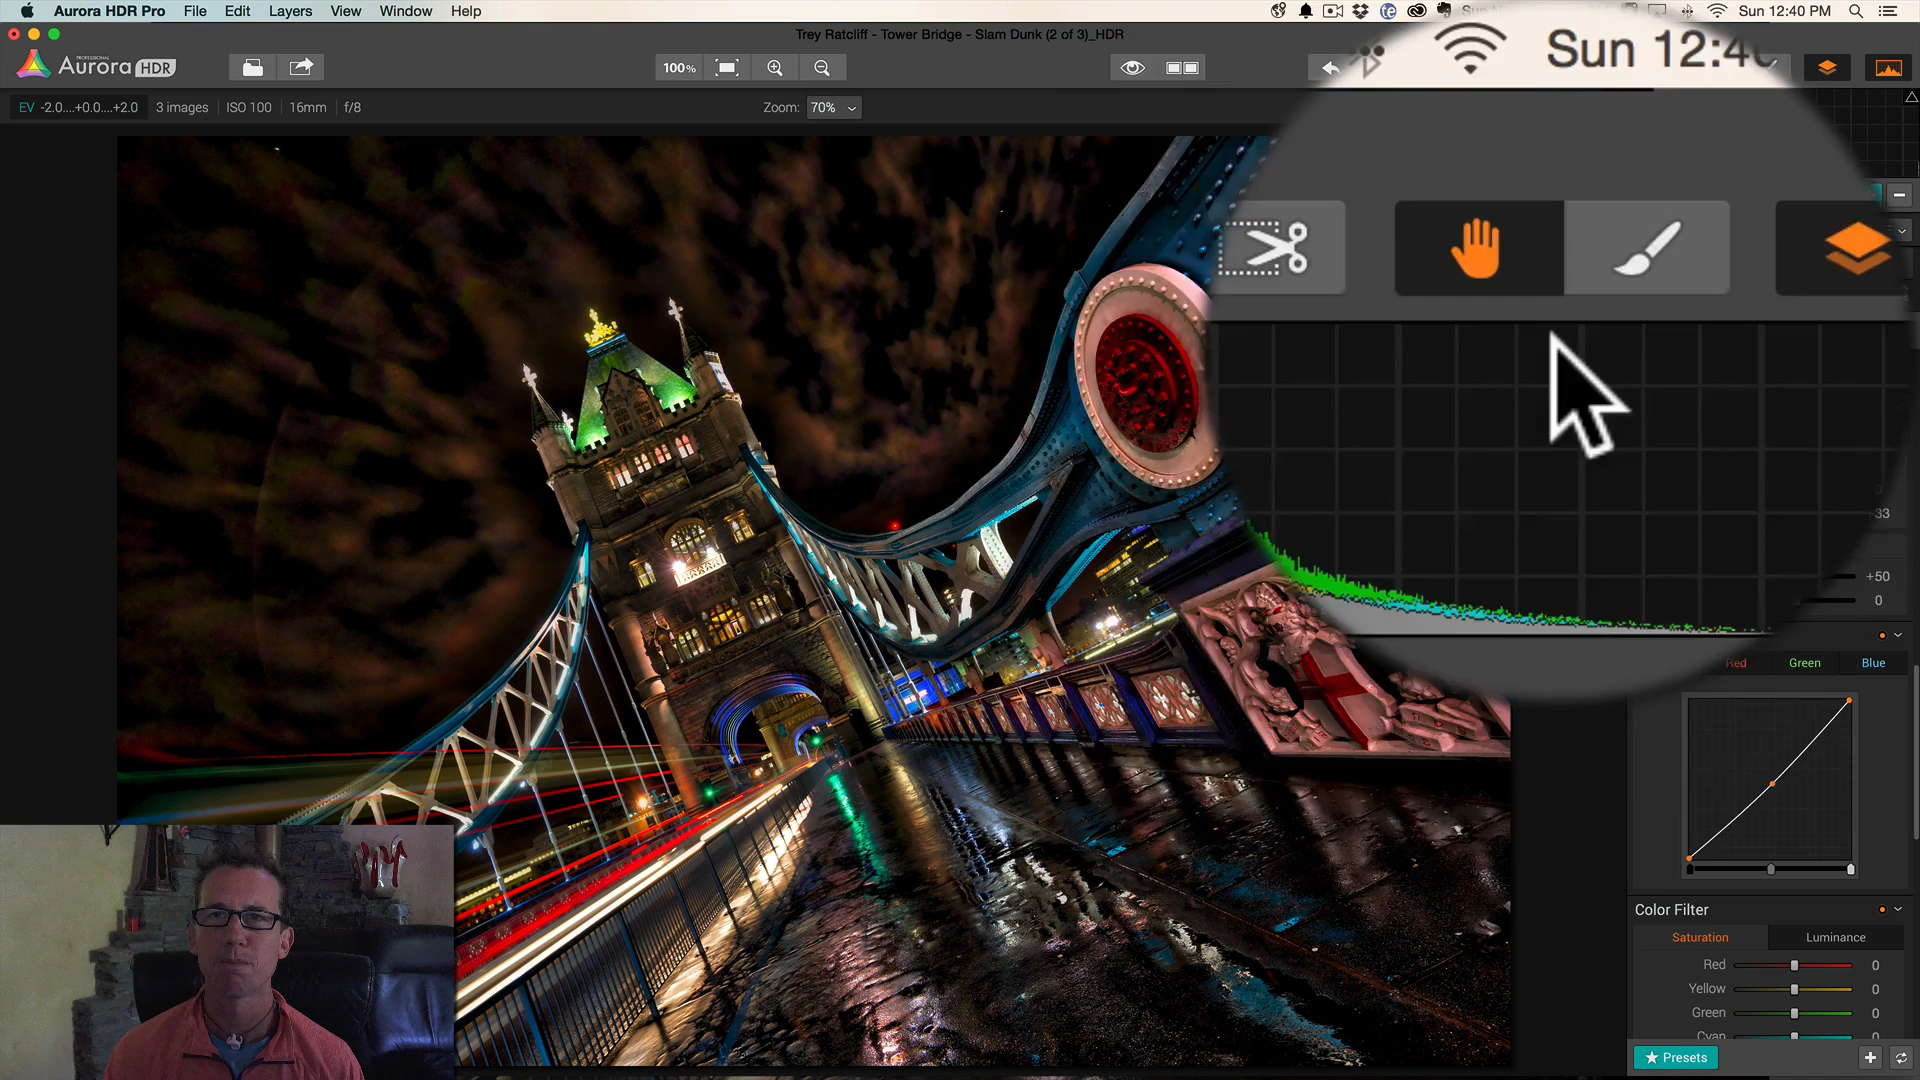 Aurora HDR Pro File Edit Layers View Window Help
Sun 12:40 PM
Trey Ratcliff - Tower Bridge - Slam Dunk (2 of 3)_HDR
PROFESSIONAL
Aurora HDR
100%
Sun 12:4
EV -2.0....+0.0....+2.0 3 images ISO 100 16mm f/8
Zoom: 70%
+33
+50
0
Red Green Blue
Color Filter
Saturation Luminance
Red 0
Yellow 0
Green 0
Cyan
★ Presets